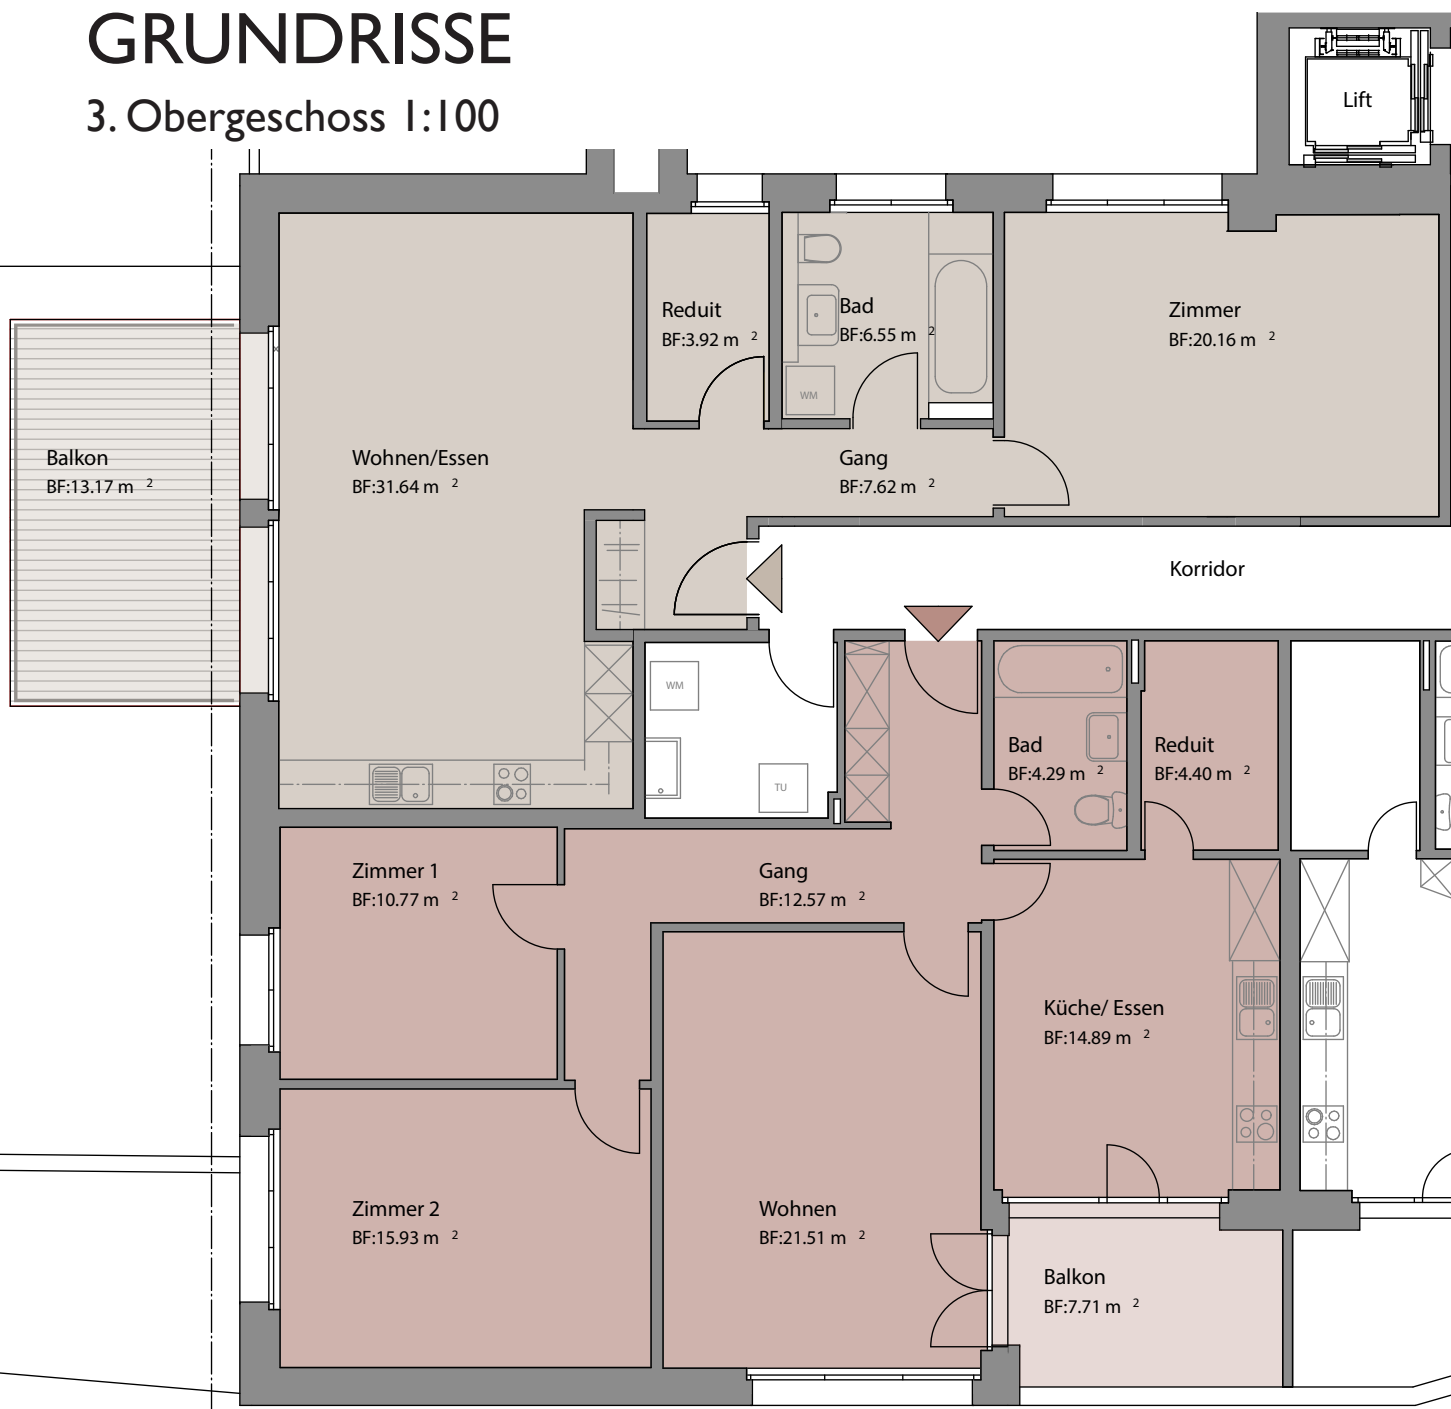 GRUNDRISSE
3. Obergeschoss 1:100
Lift
Reduit
BF:3.92 m 2
Bad
BF:6.55 m 2
Zimmer
BF:20.16 m 2
WM
Balkon
BF:13.17 m 2
Wohnen/Essen
BF:31.64 m 2
Gang
BF:7.62 m 2
Korridor
WM
TU
Bad
BF:4.29 m 2
Reduit
BF:4.40 m 2
Zimmer 1
BF:10.77 m 2
Gang
BF:12.57 m 2
Küche/ Essen
BF:14.89 m 2
Zimmer 2
BF:15.93 m 2
Wohnen
BF:21.51 m 2
Balkon
BF:7.71 m 2